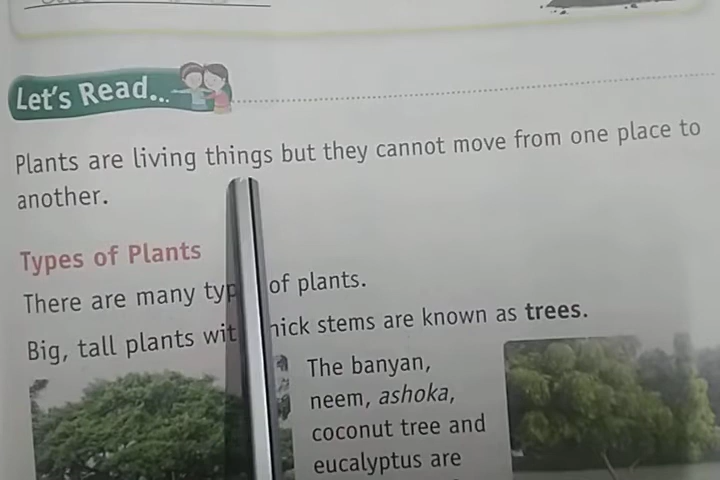 Let's Read...
Plants are living things but they cannot move from one place to
another.
Types of Plants
There are many typ of plants.
Big, tall plants wit hick stems are known as trees.
The banyan,
neem, ashoka,
coconut tree and
eucalyptus are